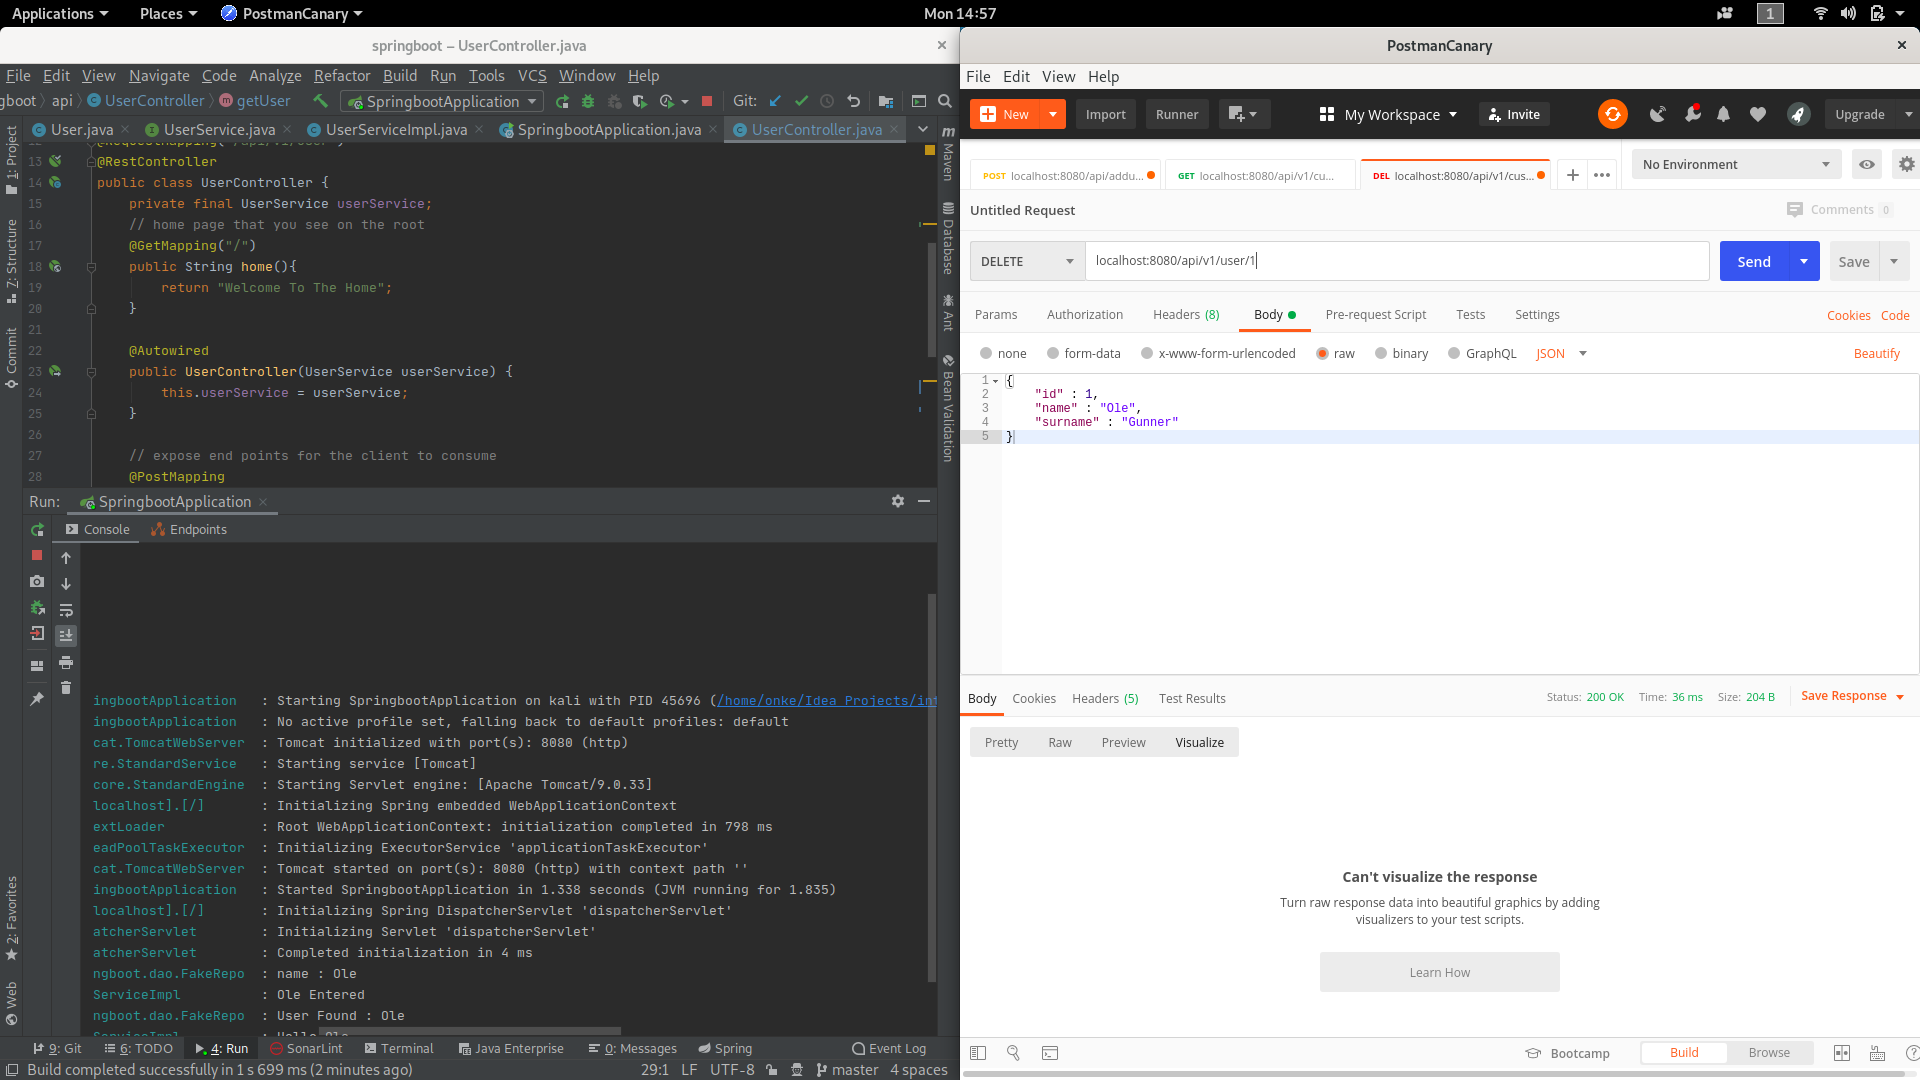 Applications Places PostmanCanary Mon 14:57 1
springboot – UserController.java
File Edit View Navigate Code Analyze Refactor Build Run Tools VCS Window Help
gboot api UserController getUser SpringbootApplication Git:
User.java UserService.java UserServiceImpl.java SpringbootApplication.java UserController.java
1: Project
7: Structure
Commit
2: Favorites
Web
13 @RestController
14 public class UserController {
15 private final UserService userService;
16 // home page that you see on the root
17 @GetMapping("/")
18 public String home(){
19 return "Welcome To The Home";
20 }
21
22 @Autowired
23 public UserController(UserService userService) {
24 this.userService = userService;
25 }
26
27 // expose end points for the client to consume
28 @PostMapping
Maven
Database
Ant
Bean Validation
Run: SpringbootApplication
Console Endpoints
ingbootApplication : Starting SpringbootApplication on kali with PID 45696 (/home/onke/Idea Projects/int
ingbootApplication : No active profile set, falling back to default profiles: default
cat.TomcatWebServer : Tomcat initialized with port(s): 8080 (http)
re.StandardService : Starting service [Tomcat]
core.StandardEngine : Starting Servlet engine: [Apache Tomcat/9.0.33]
localhost].[/] : Initializing Spring embedded WebApplicationContext
extLoader : Root WebApplicationContext: initialization completed in 798 ms
eadPoolTaskExecutor : Initializing ExecutorService 'applicationTaskExecutor'
cat.TomcatWebServer : Tomcat started on port(s): 8080 (http) with context path ''
ingbootApplication : Started SpringbootApplication in 1.338 seconds (JVM running for 1.835)
localhost].[/] : Initializing Spring DispatcherServlet 'dispatcherServlet'
atcherServlet : Initializing Servlet 'dispatcherServlet'
atcherServlet : Completed initialization in 4 ms
ngboot.dao.FakeRepo : name : Ole
ServiceImpl : Ole Entered
ngboot.dao.FakeRepo : User Found : Ole
ServiceImpl : Hello Ole
9: Git 6: TODO 4: Run SonarLint Terminal Java Enterprise 0: Messages Spring Event Log
Build completed successfully in 1 s 699 ms (2 minutes ago) 29:1 LF UTF-8 master 4 spaces
PostmanCanary
File Edit View Help
New Import Runner My Workspace Invite Upgrade
POST localhost:8080/api/addu... GET localhost:8080/api/v1/cu... DEL localhost:8080/api/v1/cus... No Environment
Untitled Request Comments 0
DELETE localhost:8080/api/v1/user/1 Send Save
Params Authorization Headers (8) Body Pre-request Script Tests Settings Cookies Code
none form-data x-www-form-urlencoded raw binary GraphQL JSON Beautify
1 {
2 "id" : 1,
3 "name" : "Ole",
4 "surname" : "Gunner"
5 }
Body Cookies Headers (5) Test Results Status: 200 OK Time: 36 ms Size: 204 B Save Response
Pretty Raw Preview Visualize
Can't visualize the response
Turn raw response data into beautiful graphics by adding
visualizers to your test scripts.
Learn How
Bootcamp Build Browse